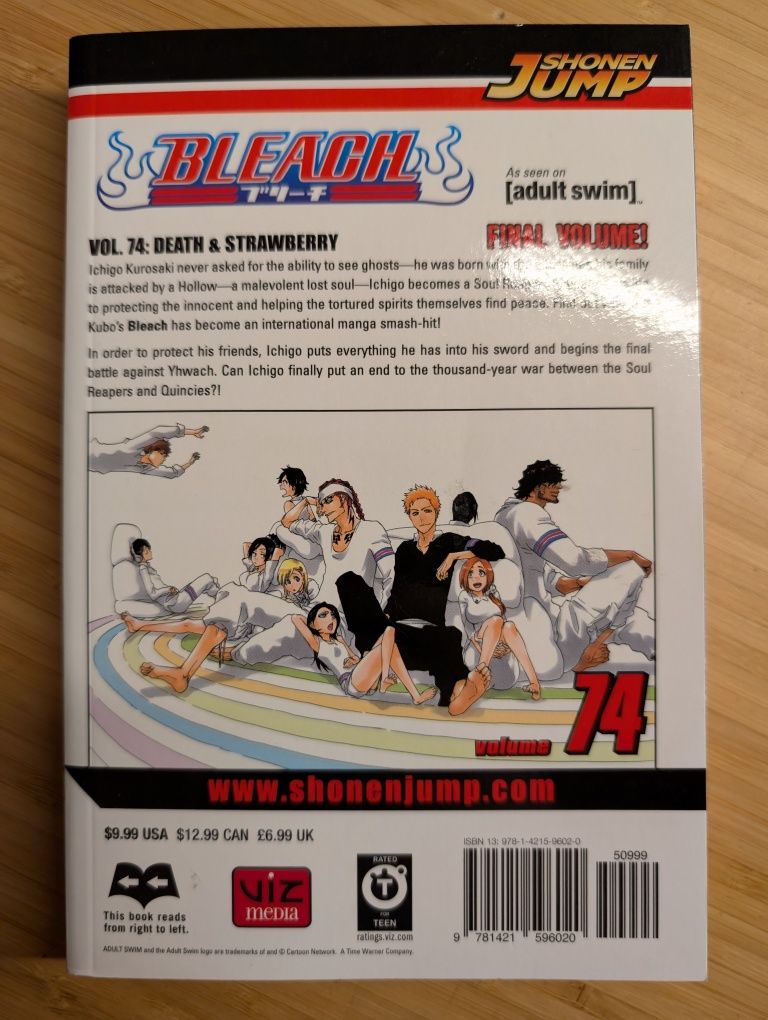 SHONEN
JUMP
BLEACH
ブリーチ
As seen on
[adult swim]™
VOL. 74: DEATH & STRAWBERRY
FINAL VOLUME!
Ichigo Kurosaki never asked for the ability to see ghosts—he was born with the family
is attacked by a Hollow—a malevolent lost soul—Ichigo becomes a Soul
to protecting the innocent and helping the tortured spirits themselves find peace.
Kubo's Bleach has become an international manga smash-hit!
In order to protect his friends, Ichigo puts everything he has into his sword and begins the final
battle against Yhwach. Can Ichigo finally put an end to the thousand-year war between the Soul
Reapers and Quincies?!
volume 74
www.shonenjump.com
$9.99 USA $12.99 CAN £6.99 UK
This book reads
from right to left.
VIZ
MEDIA
RATED
T
FOR
TEEN
ratings.viz.com
ISBN 13: 978-1-4215-9602-0
50999
9 781421 596020
ADULT SWIM and the Adult Swim logo are trademarks of and © Cartoon Network. A Time Warner Company.